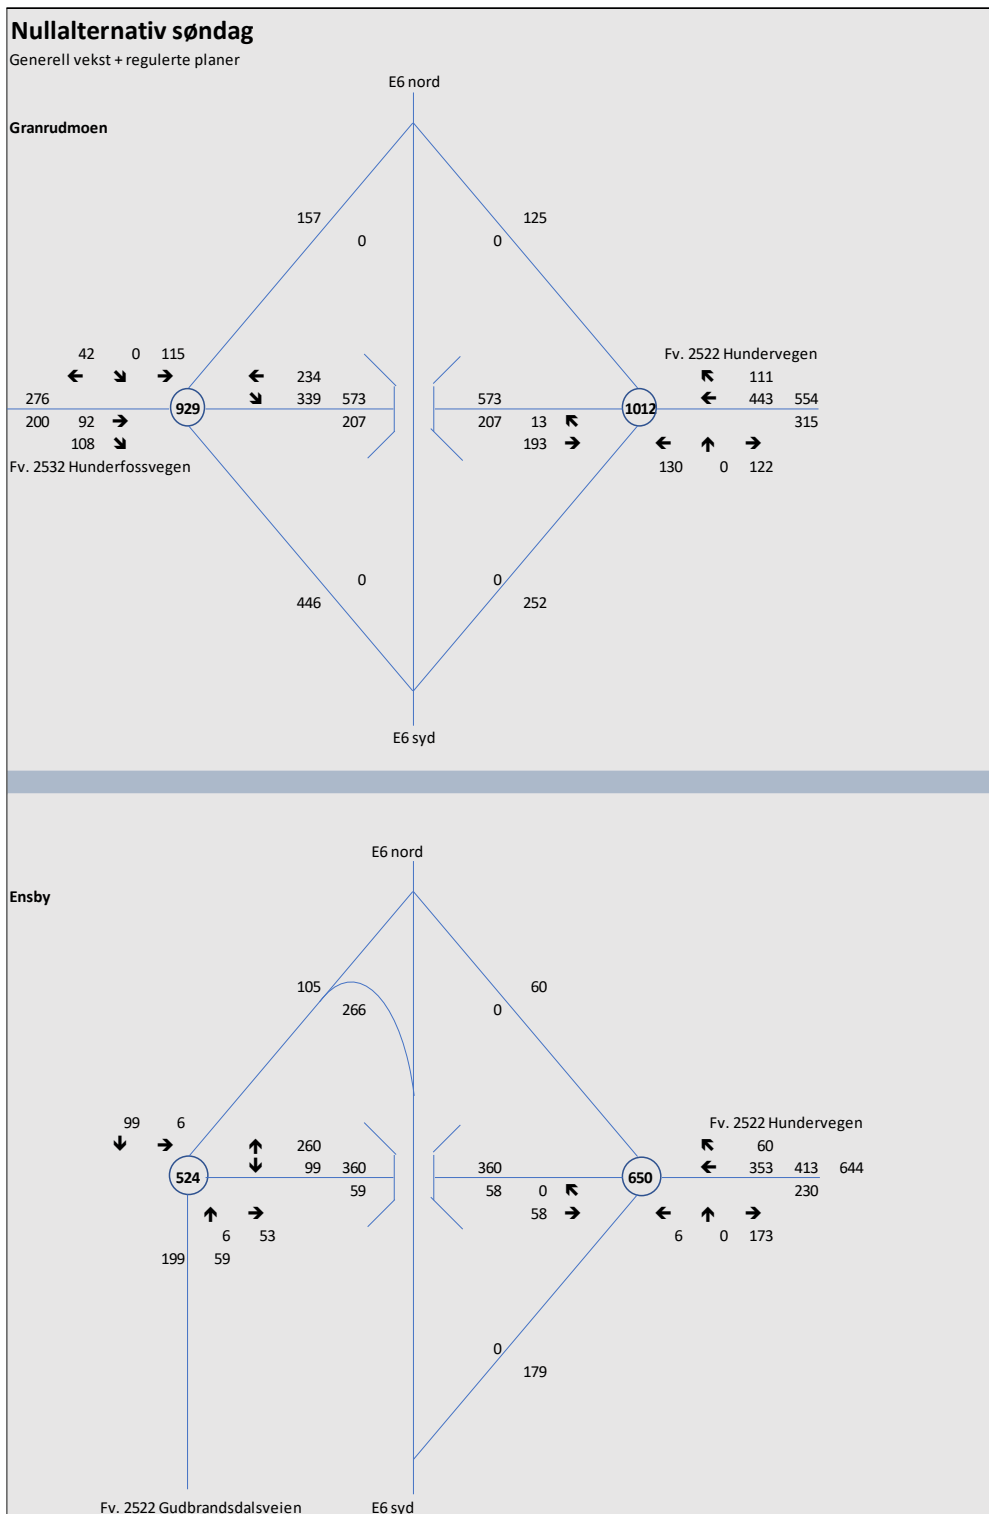 Nullalternativ søndag
Generell vekst + regulerte planer
E6 nord
Granrudmoen
157 125
0 0
42 0 115 Fv. 2522 Hundervegen
🡸 🡾 🡺 🡸 234 🡼 111
276 🡾 339 573 573 🡸 443 554
929 1012
200 92 🡺 207 207 13 🡼 315
108 🡾 193 🡺 🡸 🡹 🡺
Fv. 2532 Hunderfossvegen 130 0 122
0 0
446 252
E6 syd
E6 nord
Ensby
105 60
266 0
99 6 Fv. 2522 Hundervegen
🡻 🡺 🡹 260 🡼 60
🡻 99 360 360 🡸 353 413 644
524 650
59 58 0 🡼 230
🡹 🡺 58 🡺 🡸 🡹 🡺
6 53 6 0 173
199 59
0
179
Fv. 2522 Gudbrandsdalsveien E6 syd